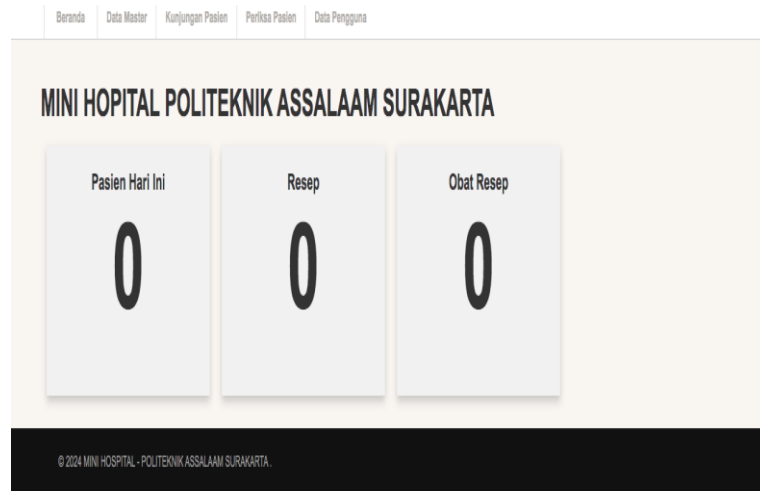 Beranda Data Master Kunjungan Pasien Periksa Pasien Data Pengguna
MINI HOPITAL POLITEKNIK ASSALAAM SURAKARTA
Pasien Hari Ini Resep Obat Resep
0 0 0
© 2024 MINI HOSPITAL - POLITEKNIK ASSALAAM SURAKARTA .